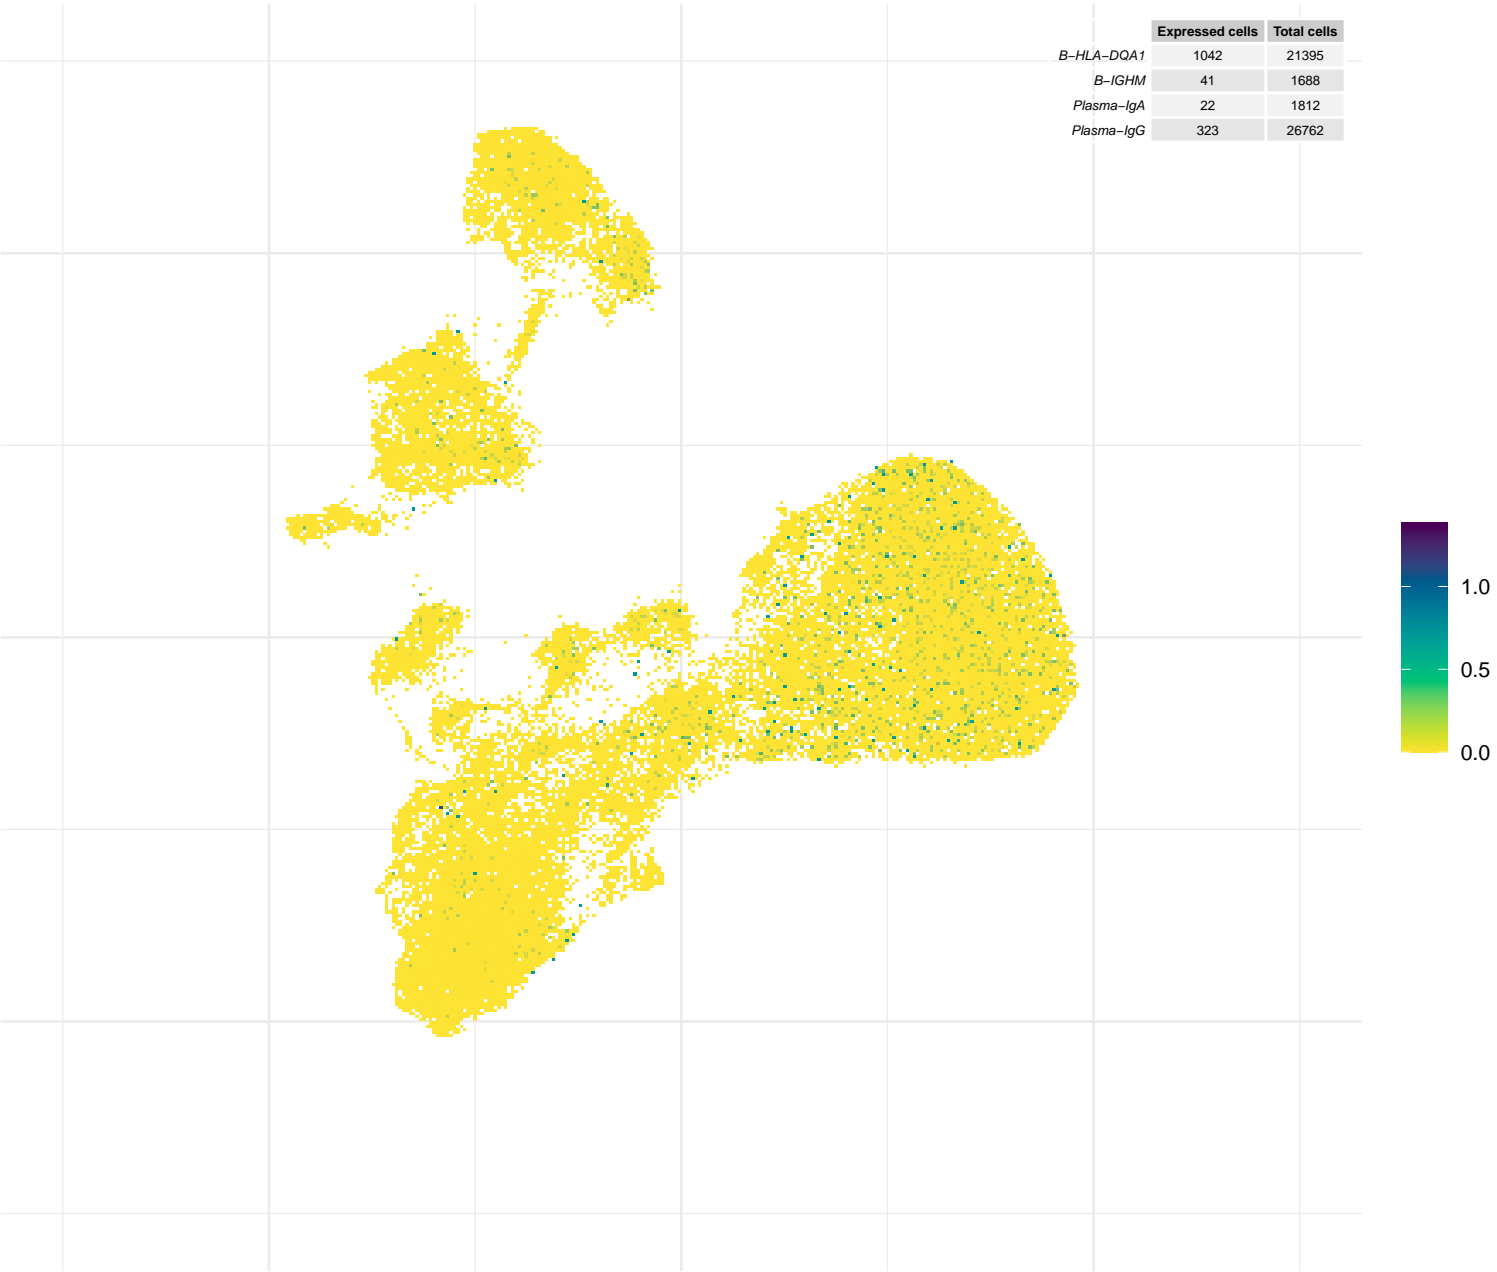 Expressed cells Total cells
B−HLA−DQA1 1042 21395
B−IGHM 41 1688
Plasma−IgA 22 1812
Plasma−IgG 323 26762
1.0
0.5
0.0